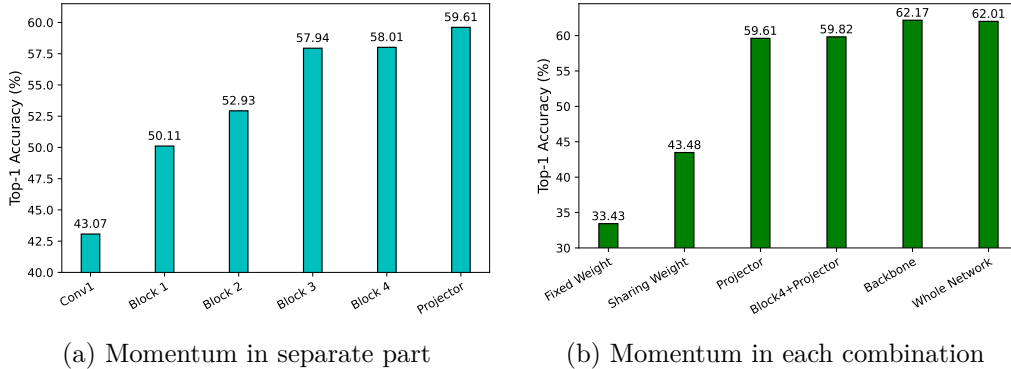 Top-1 Accuracy (%)
60.0
57.5
55.0
52.5
50.0
47.5
45.0
42.5
40.0
43.07
50.11
52.93
57.94
58.01
59.61
Conv1
Block 1
Block 2
Block 3
Block 4
Projector
(a) Momentum in separate part
Top-1 Accuracy (%)
60
55
50
45
40
35
30
33.43
43.48
59.61
59.82
62.17
62.01
Fixed Weight
Sharing Weight
Projector
Block4+Projector
Backbone
Whole Network
(b) Momentum in each combination